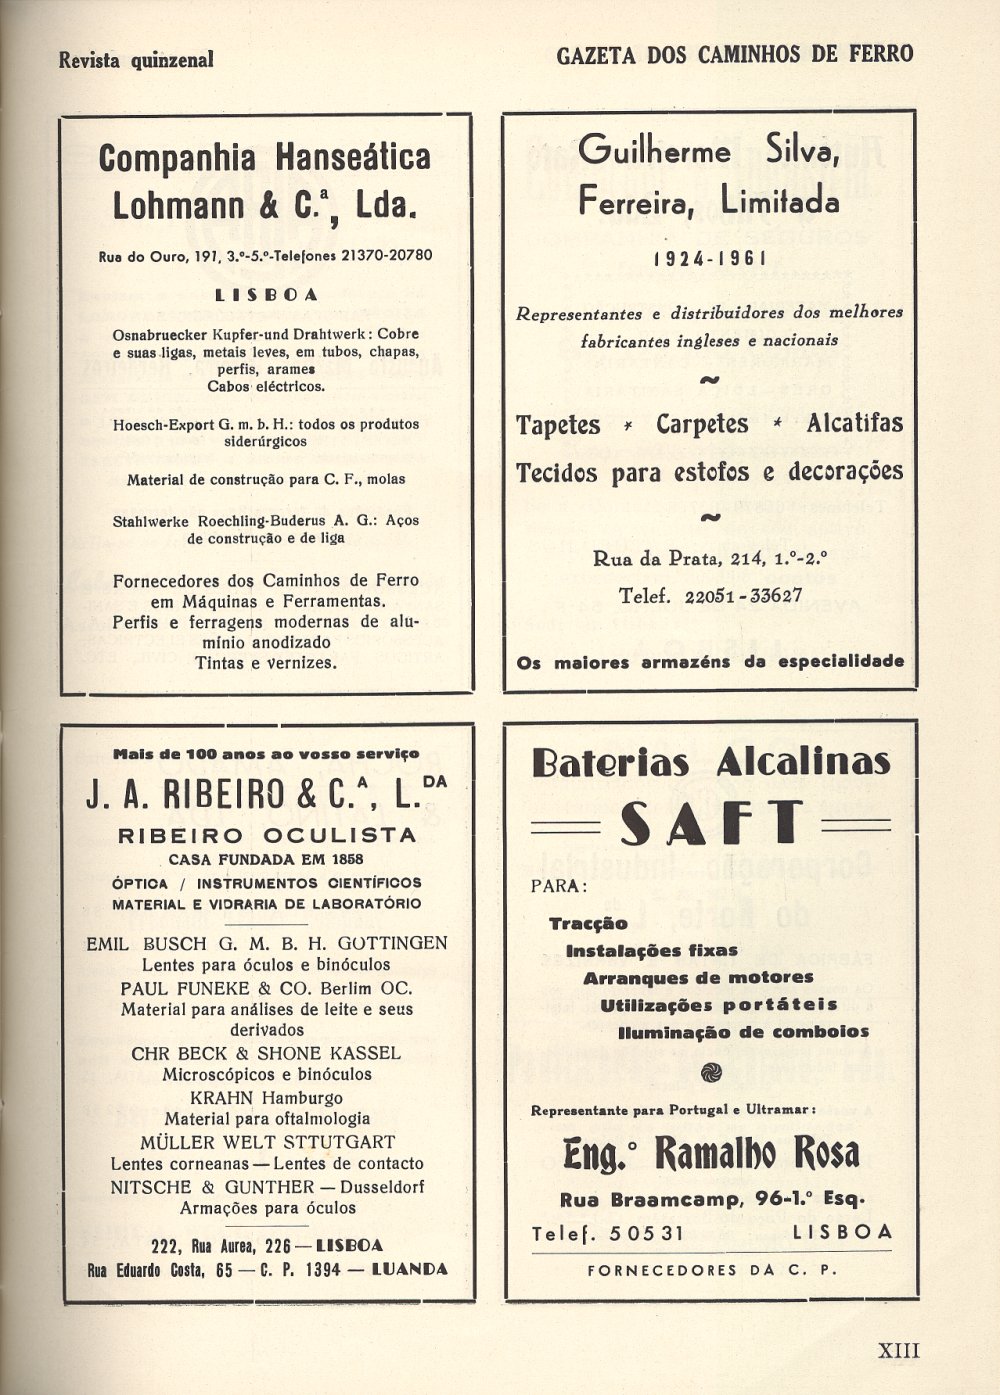 Revista quinzenal
GAZETA DOS CAMINHOS DE FERRO
Companhia Hanseática
Lohmann & C.ª, Lda.
Rua do Ouro, 191, 3.º-5.º-Telefones 21370-20780
LISBOA
Osnabruecker Kupfer-und Drahtwerk: Cobre
e suas ligas, metais leves, em tubos, chapas,
perfis, arames
Cabos eléctricos.
Hoesch-Export G. m. b. H.: todos os produtos
siderúrgicos
Material de construção para C. F., molas
Stahlwerke Roechling-Buderus A. G.: Aços
de construção e de liga
Fornecedores dos Caminhos de Ferro
em Máquinas e Ferramentas.
Perfis e ferragens modernas de alu-
mínio anodizado
Tintas e vernizes.
Guilherme Silva,
Ferreira, Limitada
1924-1961
Representantes e distribuidores dos melhores
fabricantes ingleses e nacionais
~
Tapetes * Carpetes * Alcatifas
Tecidos para estofos e decorações
~
Rua da Prata, 214, 1.º-2.º
Telef. 22051-33627
Os maiores armazéns da especialidade
Mais de 100 anos ao vosso serviço
J. A. RIBEIRO & C.ª, L.DA
RIBEIRO OCULISTA
CASA FUNDADA EM 1858
ÓPTICA / INSTRUMENTOS CIENTÍFICOS
MATERIAL E VIDRARIA DE LABORATÓRIO
EMIL BUSCH G. M. B. H. GOTTINGEN
Lentes para óculos e binóculos
PAUL FUNEKE & CO. Berlim OC.
Material para análises de leite e seus
derivados
CHR BECK & SHONE KASSEL
Microscópicos e binóculos
KRAHN Hamburgo
Material para oftalmologia
MÜLLER WELT STTUTGART
Lentes corneanas — Lentes de contacto
NITSCHE & GUNTHER — Dusseldorf
Armações para óculos
222, Rua Aurea, 226 — LISBOA
Rua Eduardo Costa, 65 — C. P. 1394 — LUANDA
Baterias Alcalinas
SAFT
PARA:
Tracção
Instalações fixas
Arranques de motores
Utilizações portáteis
Iluminação de comboios
Representante para Portugal e Ultramar:
Eng.º Ramalho Rosa
Rua Braamcamp, 96-1.º Esq.
Telef. 50531 LISBOA
FORNECEDORES DA C. P.
XIII